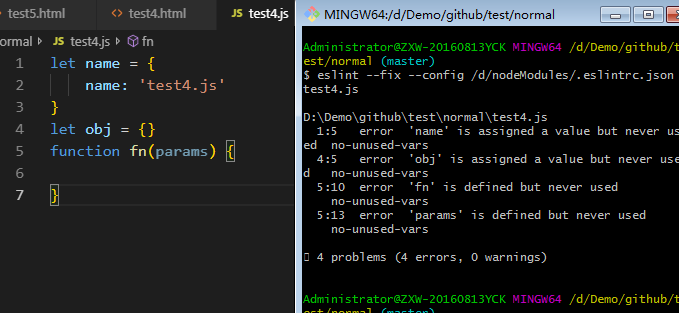 test5.html
test4.html
JS test4.js
ormal > JS test4.js > fn
1 let name = {
2 name: 'test4.js'
3 }
4 let obj = {}
5 function fn(params) {
6
7 }
MINGW64:/d/Demo/github/test/normal
Administrator@ZXW-20160813YCK MINGW64 /d/Demo/github/t
est/normal (master)
$ eslint --fix --config /d/nodeModules/.eslintrc.json
test4.js
D:\Demo\github\test\normal\test4.js
1:5 error 'name' is assigned a value but never us
ed no-unused-vars
4:5 error 'obj' is assigned a value but never use
d no-unused-vars
5:10 error 'fn' is defined but never used
no-unused-vars
5:13 error 'params' is defined but never used
no-unused-vars
4 problems (4 errors, 0 warnings)
Administrator@ZXW-20160813YCK MINGW64 /d/Demo/github/t
est/normal (master)